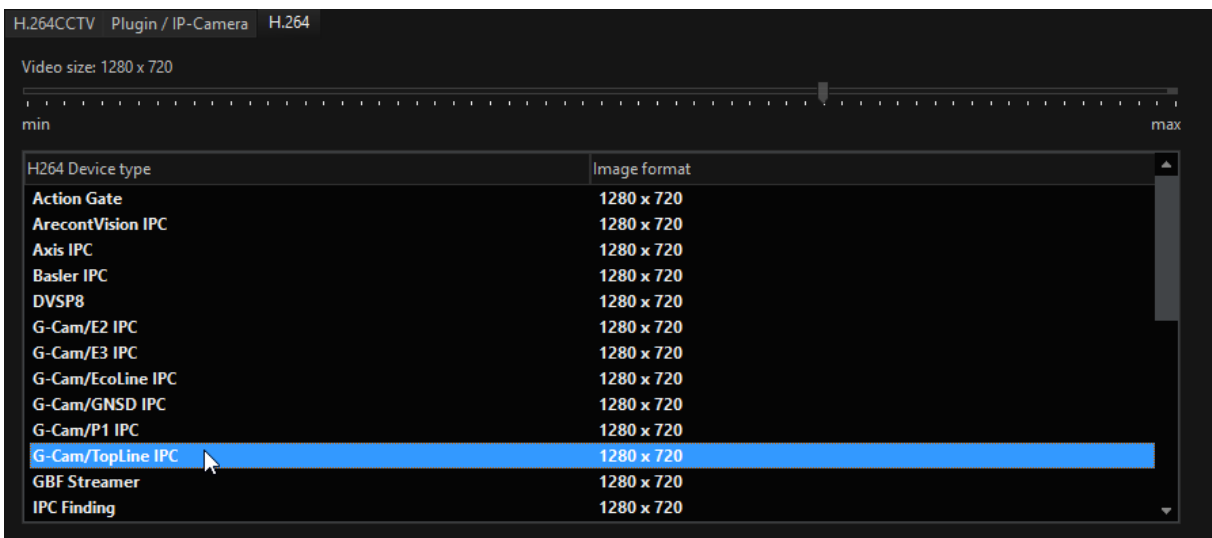 H.264CCTV Plugin / IP-Camera H.264
Video size: 1280 x 720
min max
H264 Device type Image format
Action Gate 1280 x 720
ArecontVision IPC 1280 x 720
Axis IPC 1280 x 720
Basler IPC 1280 x 720
DVSP8 1280 x 720
G-Cam/E2 IPC 1280 x 720
G-Cam/E3 IPC 1280 x 720
G-Cam/EcoLine IPC 1280 x 720
G-Cam/GNSD IPC 1280 x 720
G-Cam/P1 IPC 1280 x 720
G-Cam/TopLine IPC 1280 x 720
GBF Streamer 1280 x 720
IPC Finding 1280 x 720